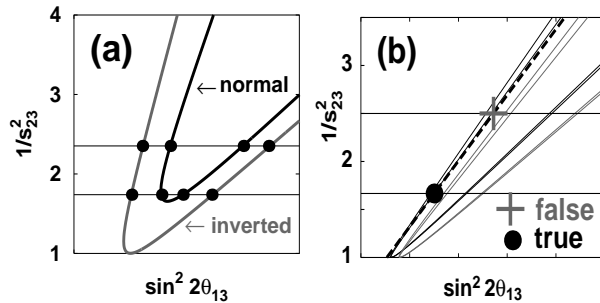 (a)
4
3
2
1
1/s²₂₃
← normal
← inverted
sin² 2θ₁₃
(b)
3
2
1
1/s²₂₃
false
true
sin² 2θ₁₃